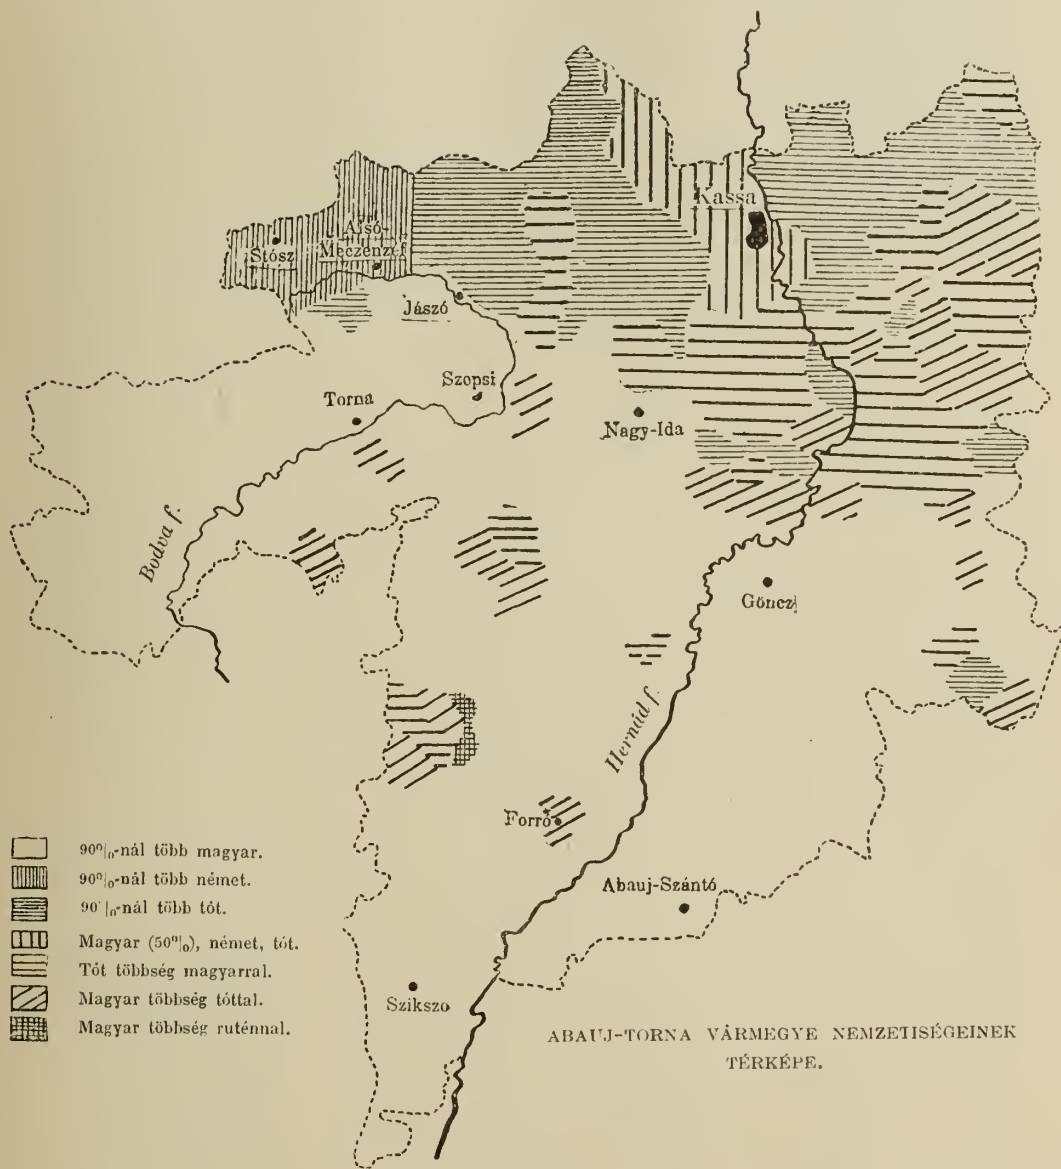 Kassa
Stósz
Alsó-
Meczenzéf
Jászó
Szopsi
Torna
Nagy-Ida
Bodva f.
Göncz
Hernád f.
Forró
Abauj-Szántó
Szikszo
90%-nál több magyar.
90%-nál több német.
90%-nál több tót.
Magyar (50%), német, tót.
Tót többség magyarral.
Magyar többség tóttal.
Magyar többség ruténnal.
ABAUJ-TORNA VÁRMEGYE NEMZETISÉGEINEK
TÉRKÉPE.